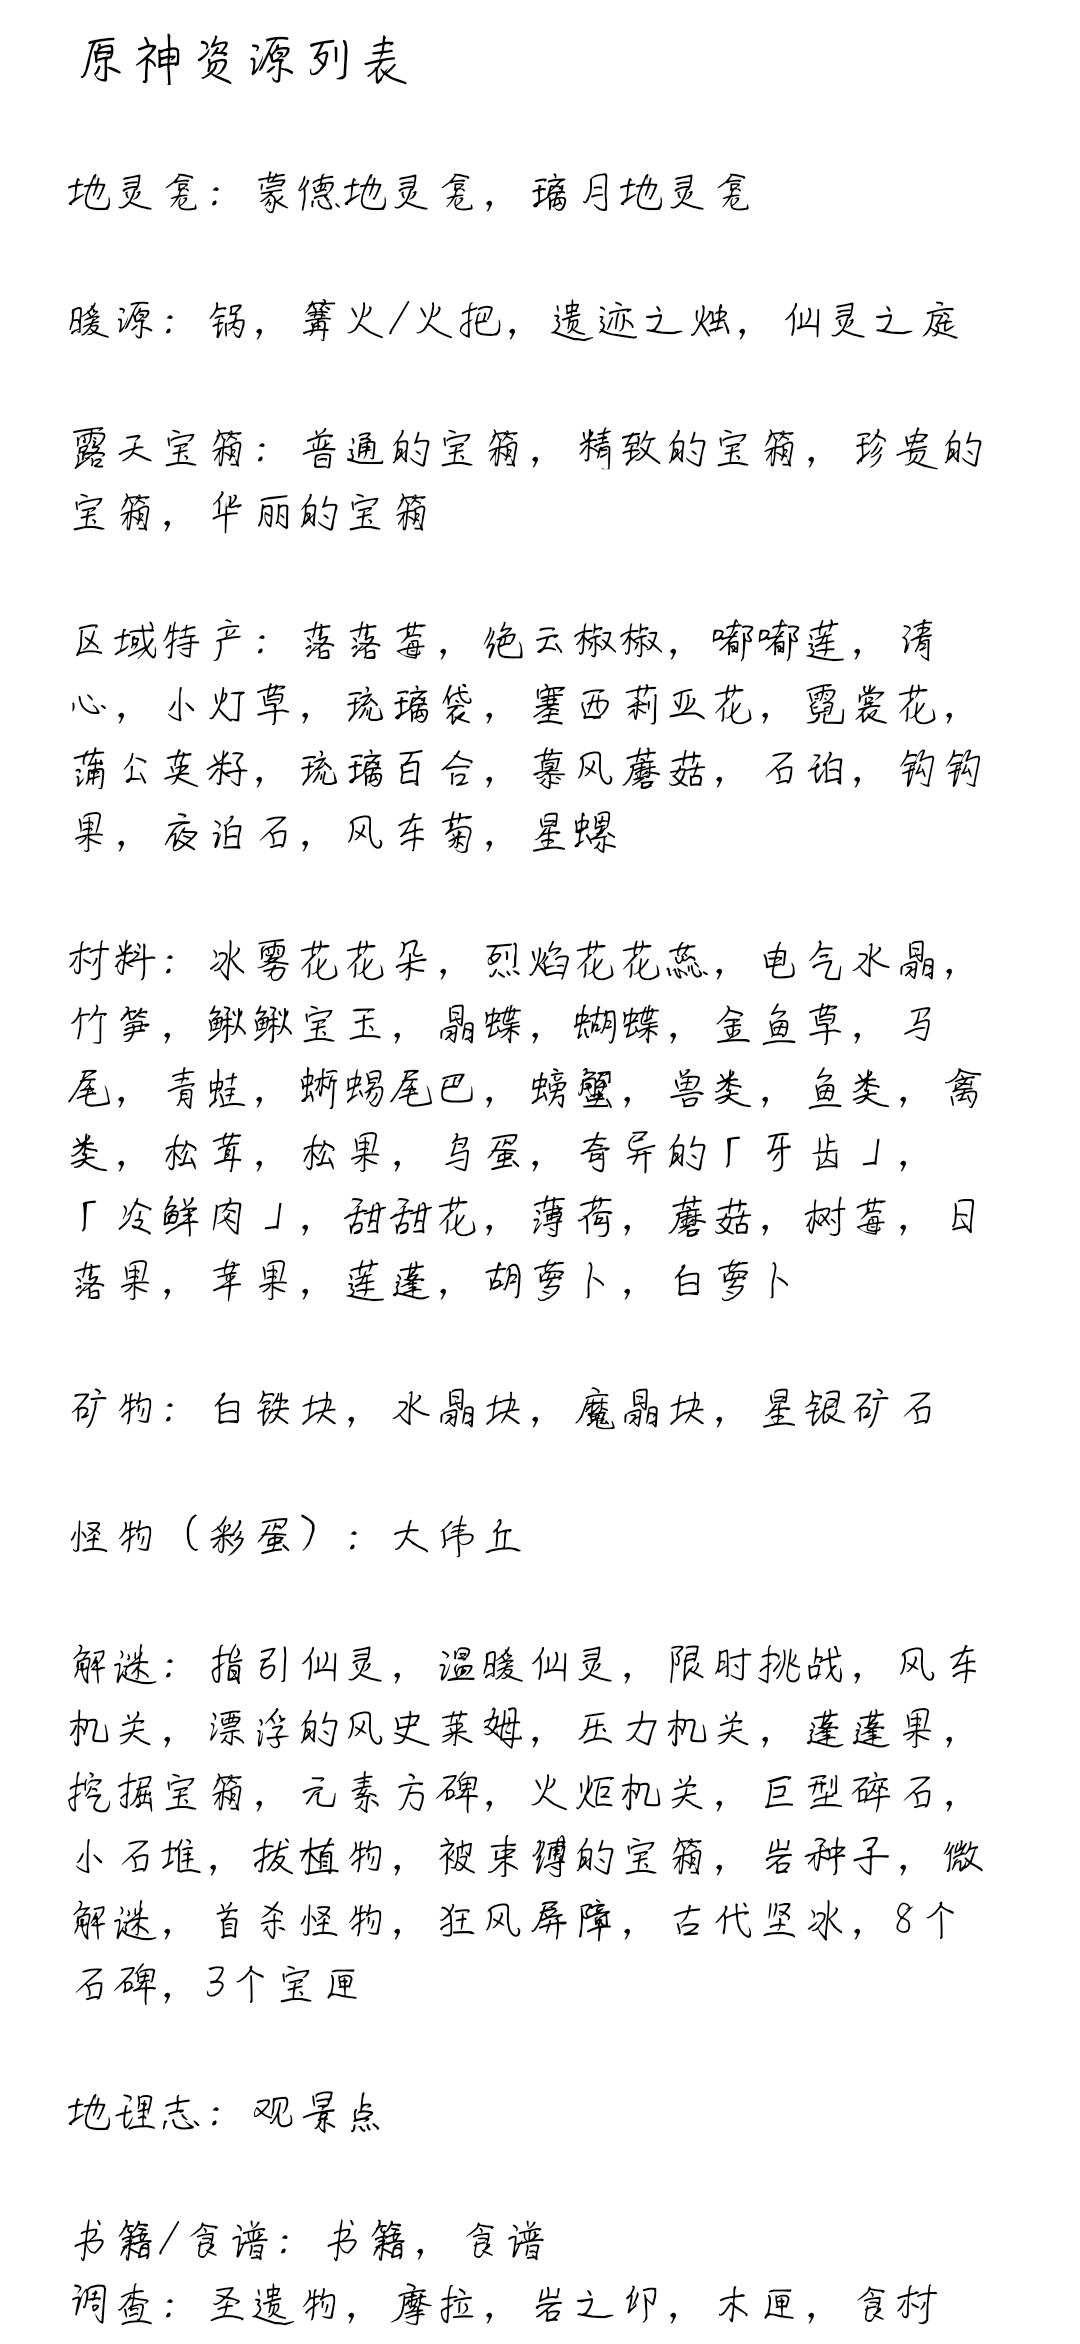 原神资源列表
地灵龛：蒙德地灵龛，璃月地灵龛
暖源：锅，篝火/火把，遗迹之烛，仙灵之庭
露天宝箱：普通的宝箱，精致的宝箱，珍贵的
宝箱，华丽的宝箱
区域特产：落落莓，绝云椒椒，嘟嘟莲，清
心，小灯草，琉璃袋，塞西莉亚花，霓裳花，
蒲公英籽，琉璃百合，慕风蘑菇，石珀，钩钩
果，夜泊石，风车菊，星螺
材料：冰雾花花朵，烈焰花花蕊，电气水晶，
竹笋，鳅鳅宝玉，晶蝶，蝴蝶，金鱼草，马
尾，青蛙，蜥蜴尾巴，螃蟹，兽类，鱼类，禽
类，松茸，松果，鸟蛋，奇异的「牙齿」，
「冷鲜肉」，甜甜花，薄荷，蘑菇，树莓，日
落果，苹果，莲蓬，胡萝卜，白萝卜
矿物：白铁块，水晶块，魔晶块，星银矿石
怪物（彩蛋）：大伟丘
解谜：指引仙灵，温暖仙灵，限时挑战，风车
机关，漂浮的风史莱姆，压力机关，蓬蓬果，
挖掘宝箱，元素方碑，火炬机关，巨型碎石，
小石堆，拔植物，被束缚的宝箱，岩种子，微
解谜，首杀怪物，狂风屏障，古代坚冰，8个
石碑，3个宝匣
地理志：观景点
书籍/食谱：书籍，食谱
调查：圣遗物，摩拉，岩之印，木匣，食材